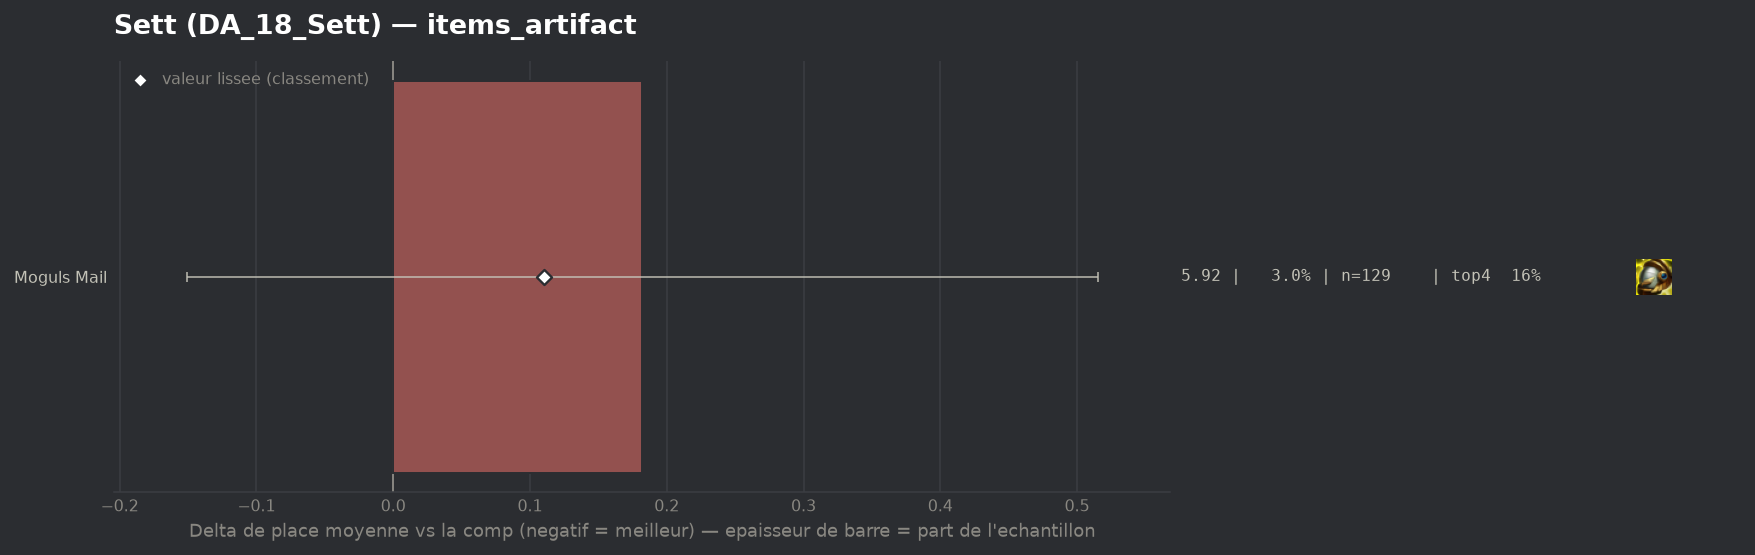 Sett (DA_18_Sett) — items_artifact
valeur lissee (classement)
Moguls Mail
5.92 | 3.0% | n=129 | top4 16%
−0.2 −0.1 0.0 0.1 0.2 0.3 0.4 0.5
Delta de place moyenne vs la comp (negatif = meilleur) — epaisseur de barre = part de l'echantillon